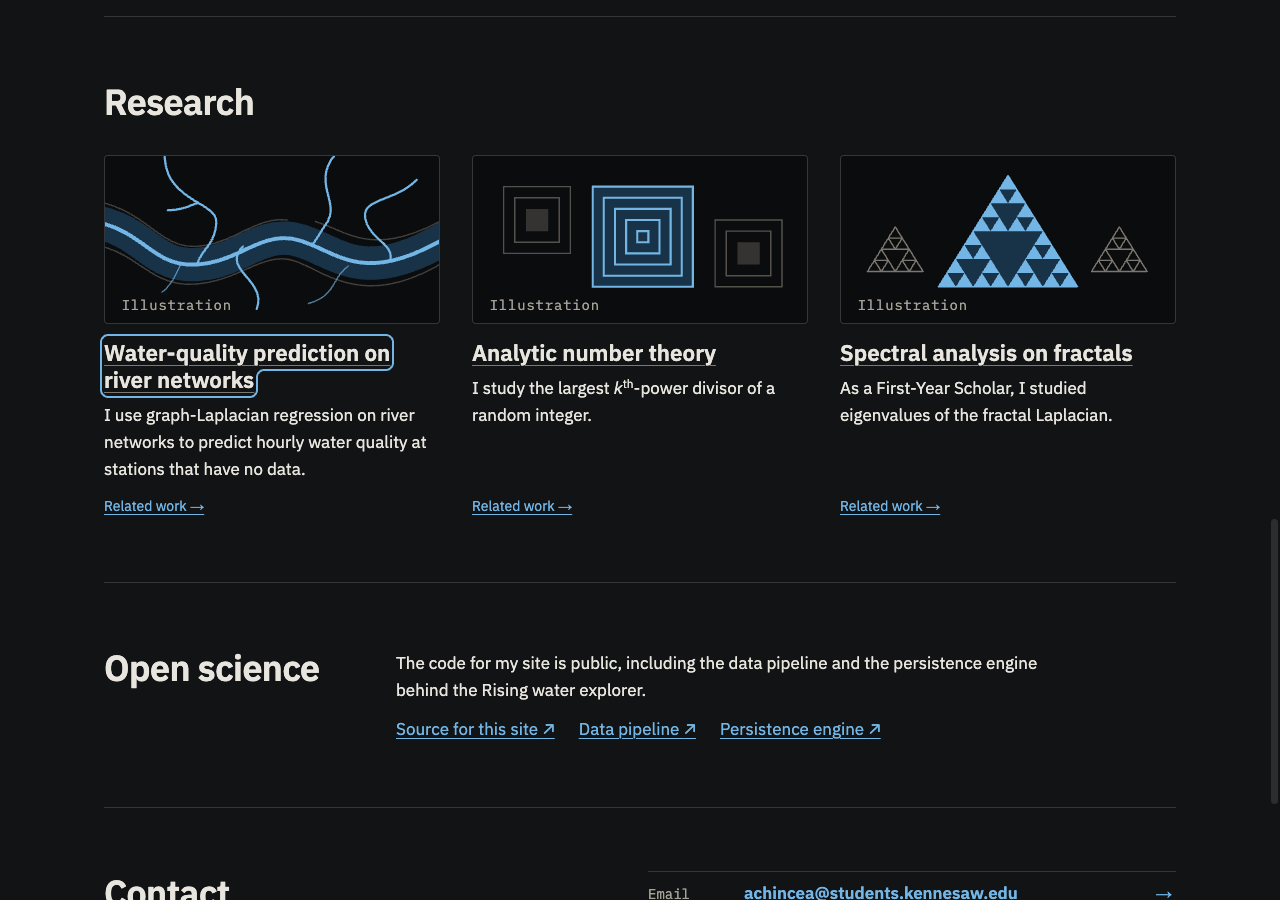 Research
Illustration
Illustration
Illustration
Water-quality prediction on
river networks
I use graph-Laplacian regression on river
networks to predict hourly water quality at
stations that have no data.
Related work →
Analytic number theory
I study the largest kth-power divisor of a
random integer.
Related work →
Spectral analysis on fractals
As a First-Year Scholar, I studied
eigenvalues of the fractal Laplacian.
Related work →
Open science
The code for my site is public, including the data pipeline and the persistence engine
behind the Rising water explorer.
Source for this site ↗ Data pipeline ↗ Persistence engine ↗
Contact
Email achincea@students.kennesaw.edu →